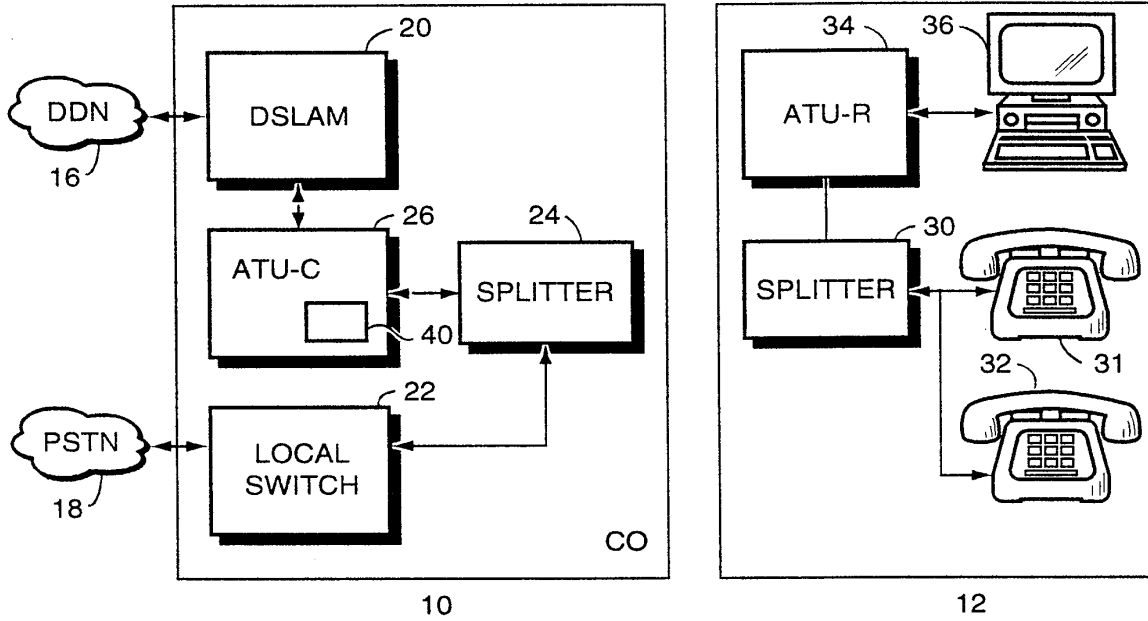 20
DDN
16
DSLAM
26
ATU-C
40
24
SPLITTER
22
PSTN
18
LOCAL
SWITCH
CO
10
34
ATU-R
36
30
SPLITTER
31
32
12